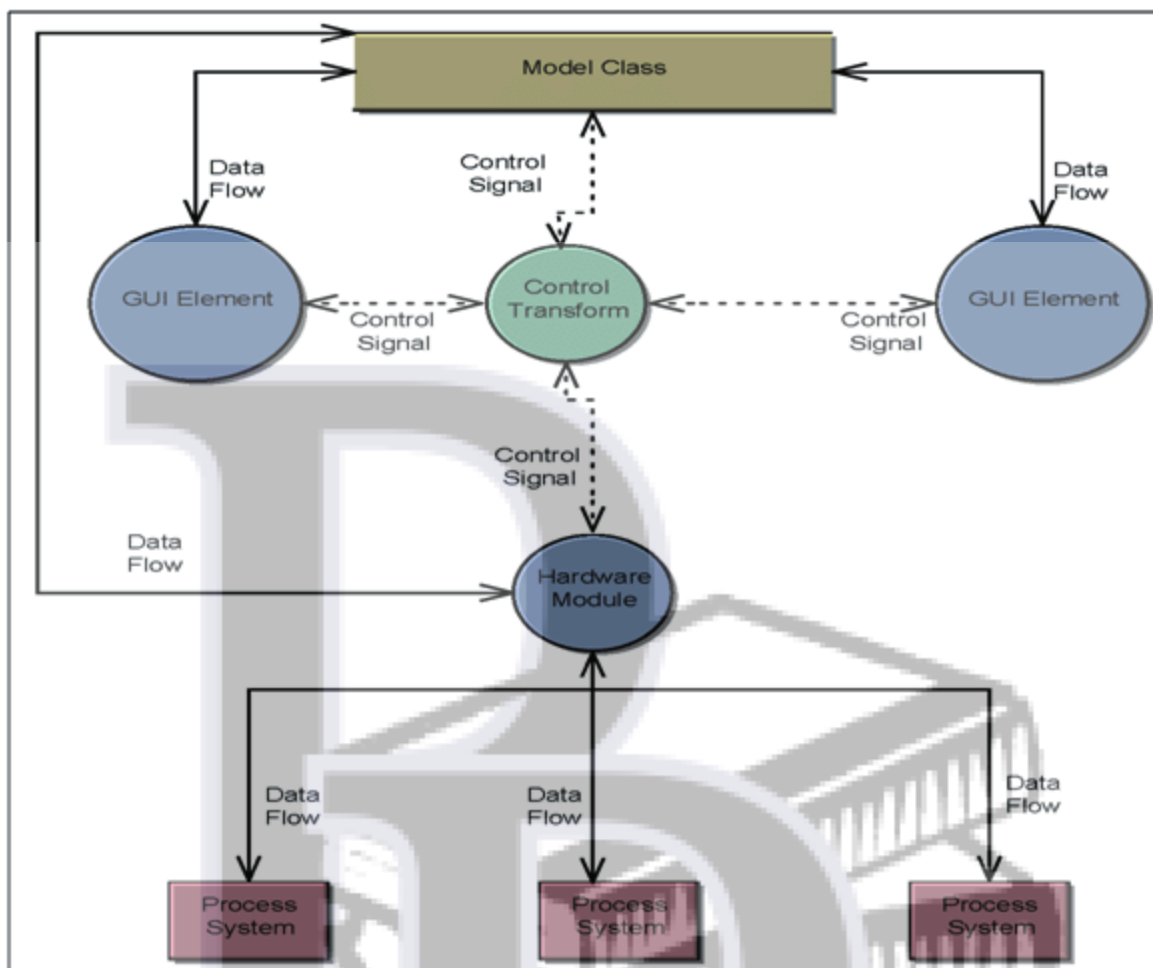 Model Class
Data
Flow
Control
Signal
Data
Flow
GUI Element
Control
Transform
GUI Element
Control
Signal
Control
Signal
Control
Signal
Data
Flow
Hardware
Module
Data
Flow
Data
Flow
Data
Flow
Process
System
Process
System
Process
System